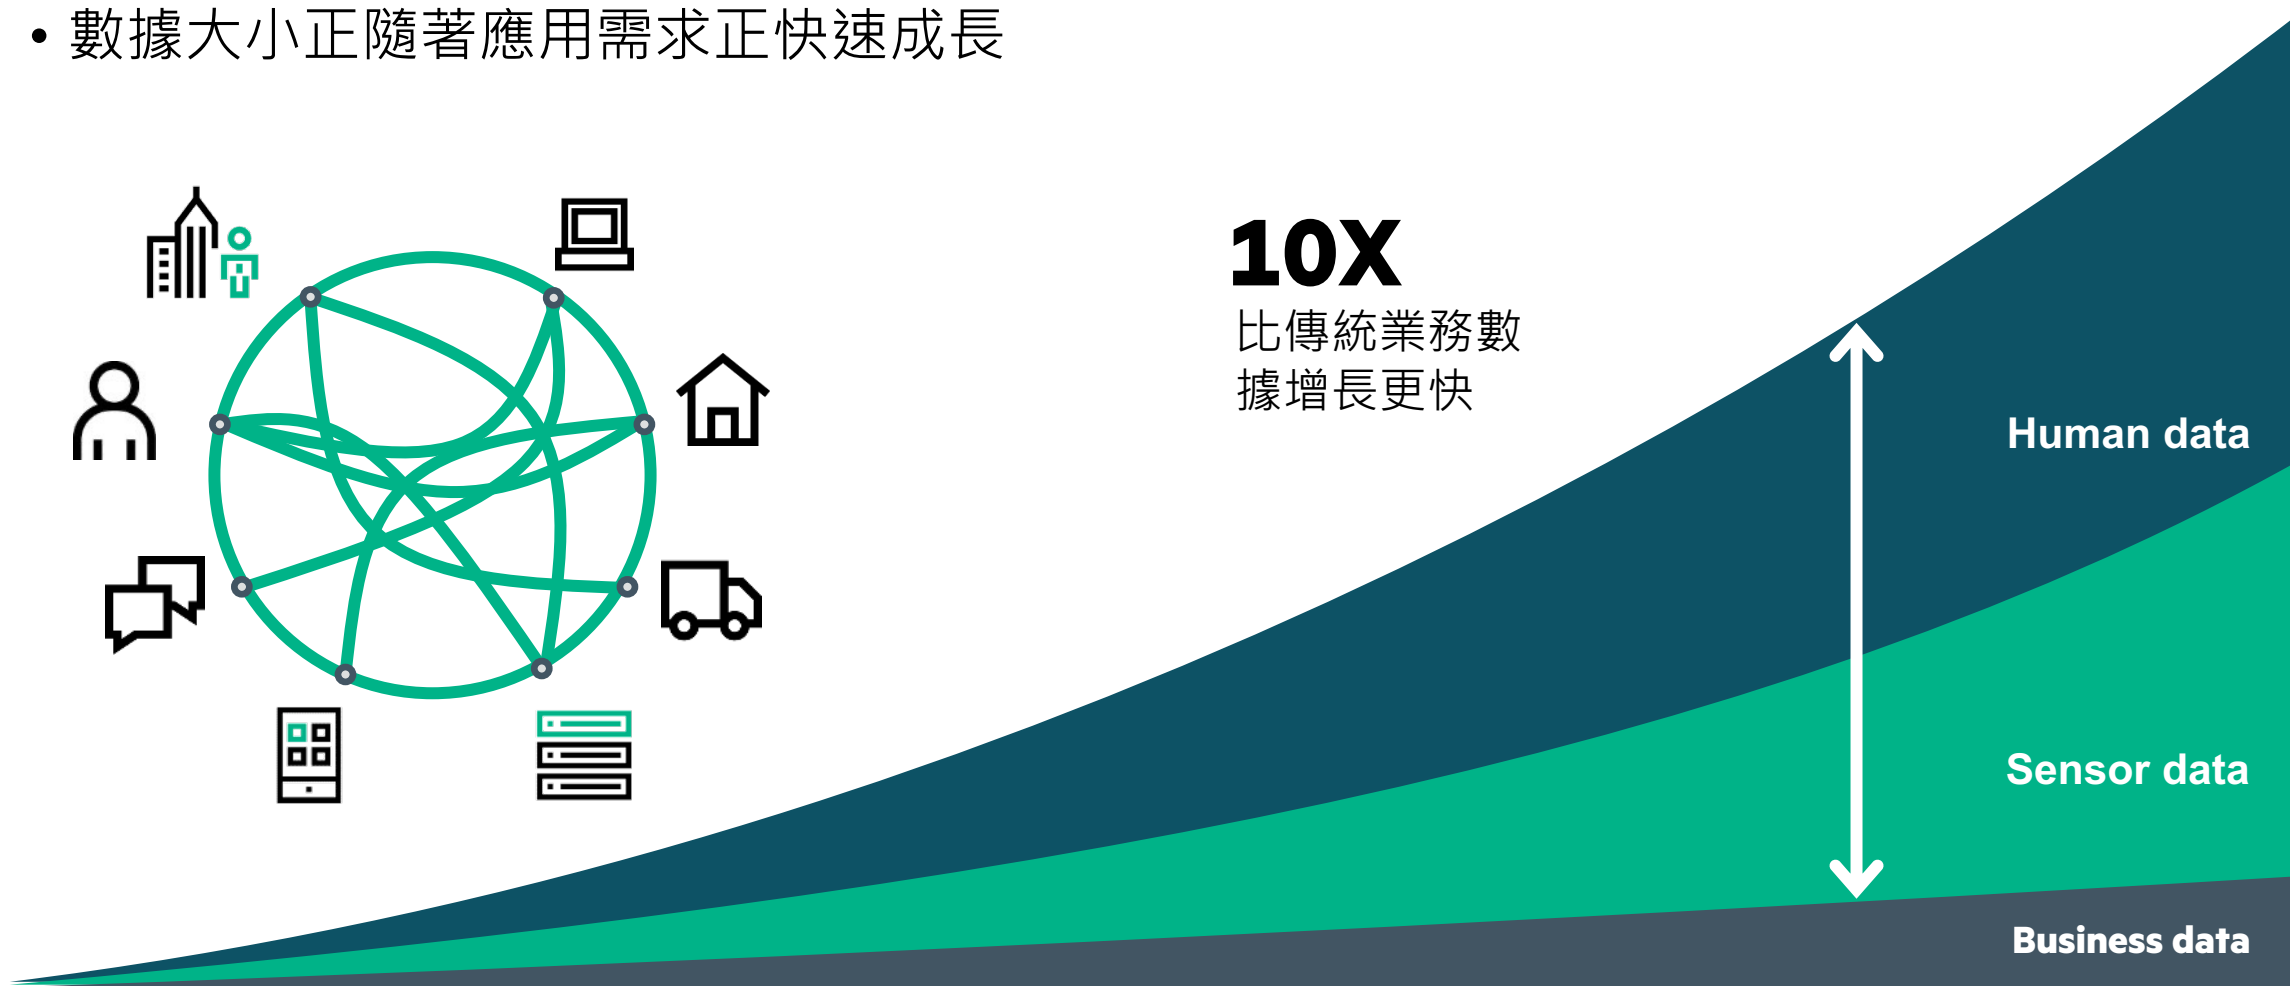 • 數據大小正隨著應用需求正快速成長
10X
比傳統業務數
據增長更快
Human data
Sensor data
Business data